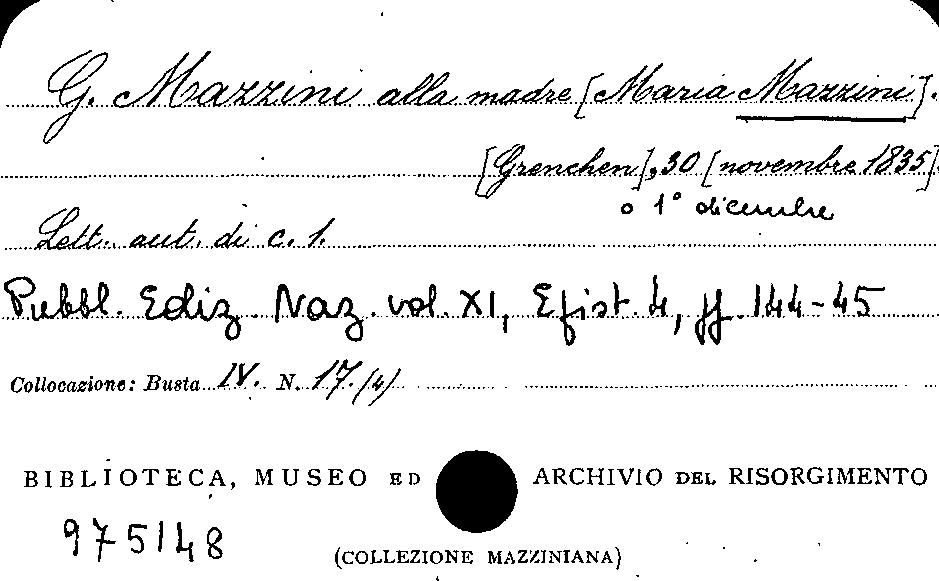 G. Mazzini alla madre [Maria Mazzini].
[Grenchen], 30 [novembre 1835].
o 1° dicembre
Lett. aut. di c. 1.
Pubbl. Ediz. Naz. vol. XI, Epist. 4, pp. 144-45
Collocazione: Busta IV. N. 17. (4)
BIBLIOTECA, MUSEO ED ARCHIVIO DEL RISORGIMENTO
975148
(COLLEZIONE MAZZINIANA)